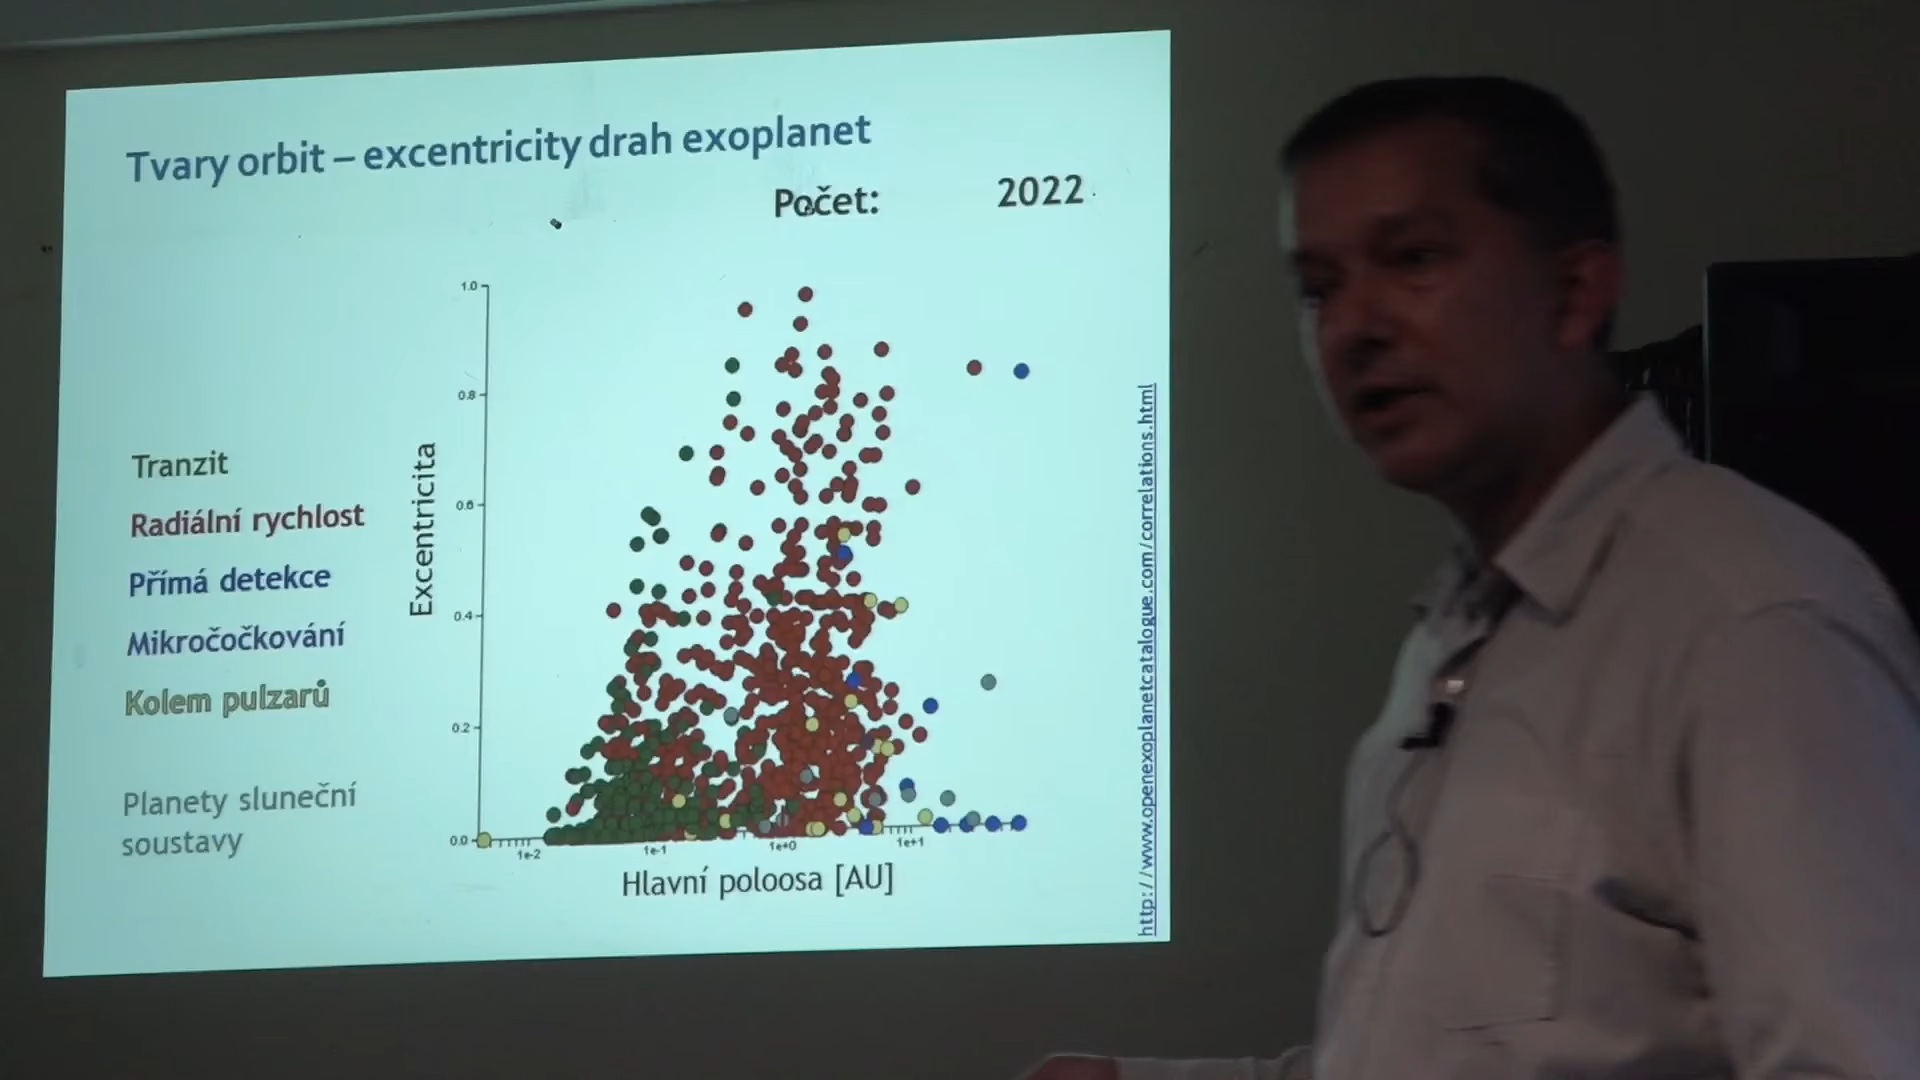 Tvary orbit – excentricity drah exoplanet
Počet: 2022
Tranzit
Radiální rychlost
Přímá detekce
Mikročočkování
Kolem pulzarů
Planety sluneční
soustavy
Excentricita
1.0
0.8
0.6
0.4
0.2
0.0
1e-2 1e-1 1e+0 1e+1
Hlavní poloosa [AU]
http://www.openexoplanetcatalogue.com/correlations.html